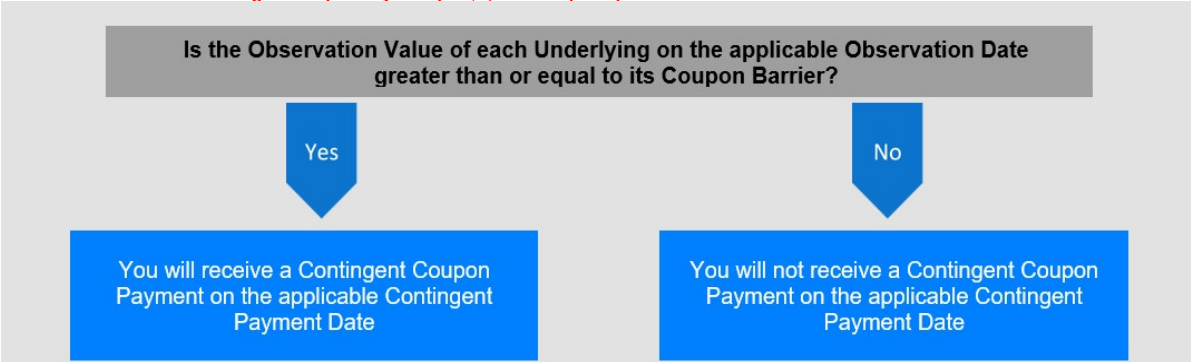 Is the Observation Value of each Underlying on the applicable Observation Date
greater than or equal to its Coupon Barrier?
Yes
No
You will receive a Contingent Coupon
Payment on the applicable Contingent
Payment Date
You will not receive a Contingent Coupon
Payment on the applicable Contingent
Payment Date